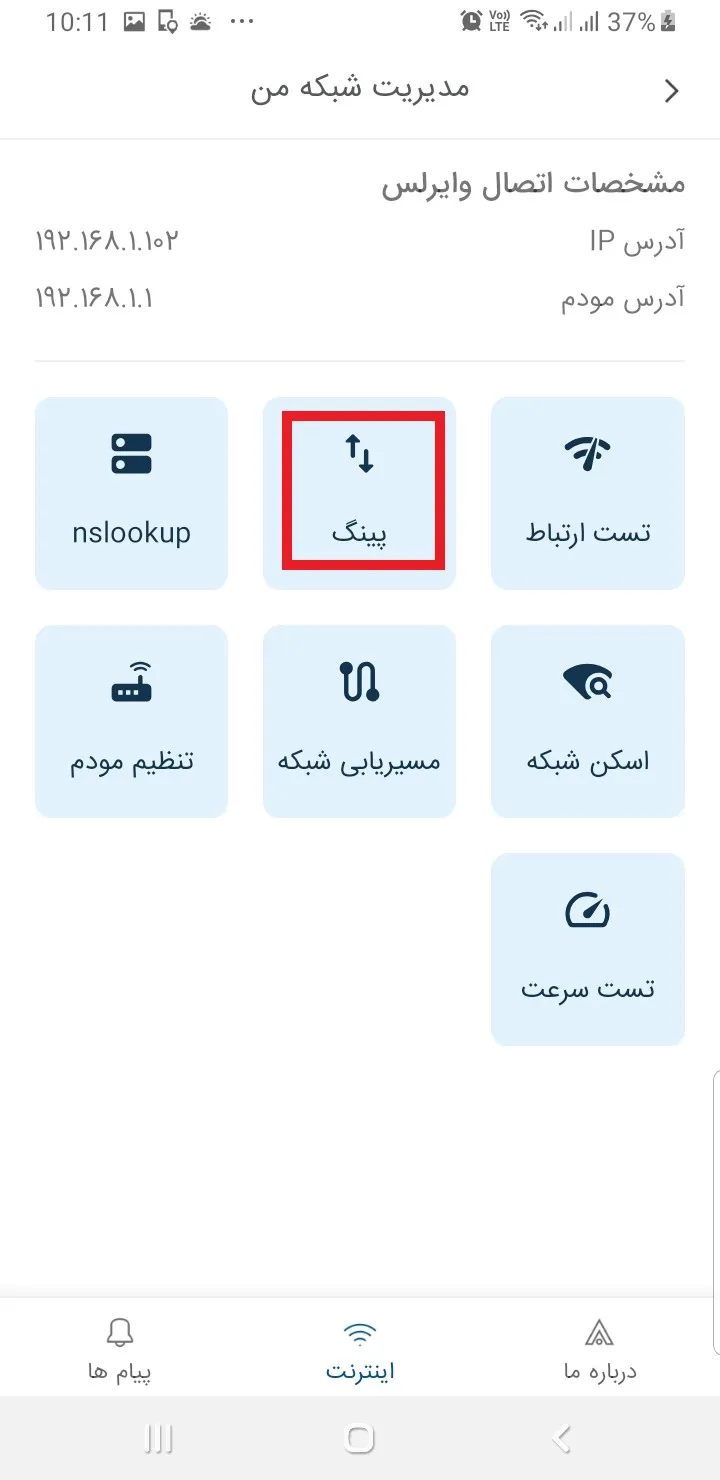 10:11 37%
Vo)) LTE
مدیریت شبکه من
مشخصات اتصال وایرلس
آدرس IP ۱۹۲.۱۶۸.۱.۱۰۲
آدرس مودم ۱۹۲.۱۶۸.۱.۱
تست ارتباط پینگ nslookup
اسکن شبکه مسیریابی شبکه تنظیم مودم
تست سرعت
درباره ما اینترنت پیام ها